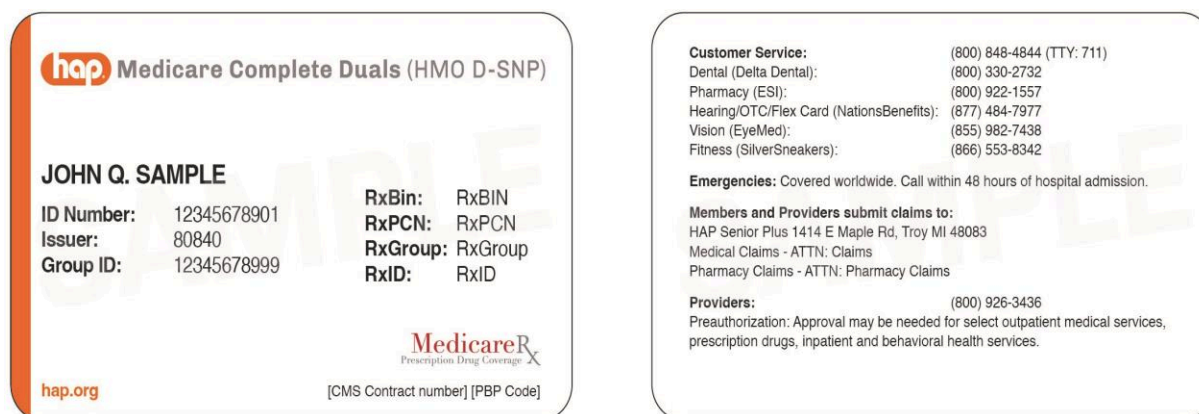 hap. Medicare Complete Duals (HMO D-SNP)
JOHN Q. SAMPLE
ID Number: 12345678901
Issuer: 80840
Group ID: 12345678999
RxBin: RxBIN
RxPCN: RxPCN
RxGroup: RxGroup
RxID: RxID
SAMPLE
MedicareRx
Prescription Drug Coverage
hap.org
[CMS Contract number] [PBP Code]
Customer Service: (800) 848-4844 (TTY: 711)
Dental (Delta Dental): (800) 330-2732
Pharmacy (ESI): (800) 922-1557
Hearing/OTC/Flex Card (NationsBenefits): (877) 484-7977
Vision (EyeMed): (855) 982-7438
Fitness (SilverSneakers): (866) 553-8342
Emergencies: Covered worldwide. Call within 48 hours of hospital admission.
Members and Providers submit claims to:
HAP Senior Plus 1414 E Maple Rd, Troy MI 48083
Medical Claims - ATTN: Claims
Pharmacy Claims - ATTN: Pharmacy Claims
Providers: (800) 926-3436
Preauthorization: Approval may be needed for select outpatient medical services,
prescription drugs, inpatient and behavioral health services.
SAMPLE